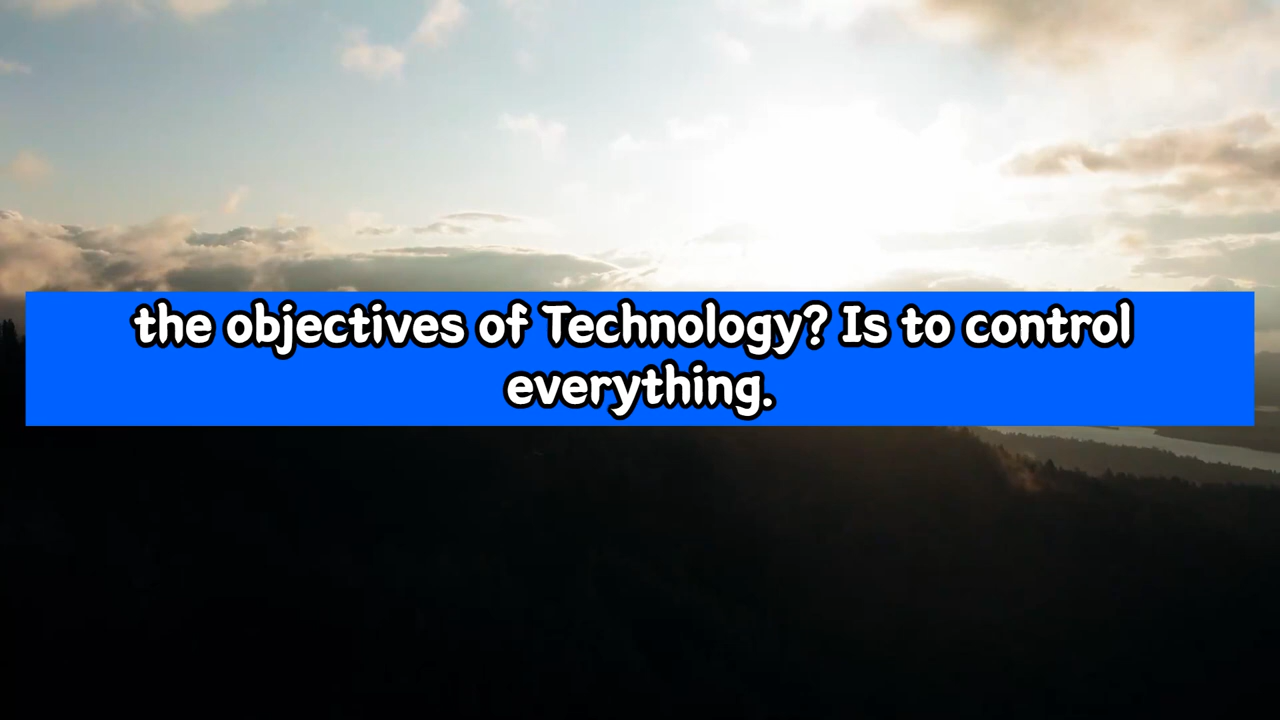 the objectives of Technology? Is to control
everything.